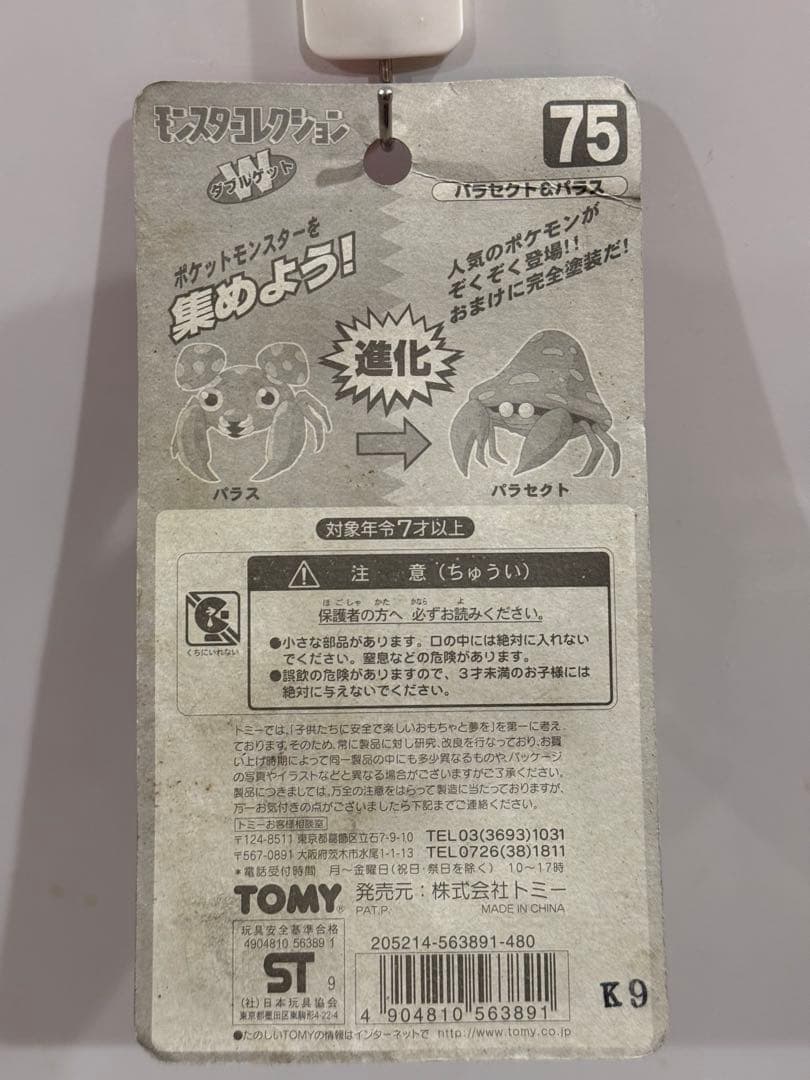 モンスターコレクション
75
W
ダブルゲット
パラセクト&パラス
ポケットモンスターを
集めよう!
人気のポケモンが
ぞくぞく登場!!
おまけに完全塗装だ!
進化
パラス
パラセクト
対象年令7才以上
注 意(ちゅうい)
ほごしゃ かた かなら よ
保護者の方へ 必ずお読みください。
くちにいれない
●小さな部品があります。口の中には絶対に入れない
でください。窒息などの危険があります。
●誤飲の危険がありますので、3才未満のお子様には
絶対に与えないでください。
トミーでは、「子供たちに安全で楽しいおもちゃと夢を」を第一に考え
ております。そのため、常に製品に対し研究、改良を行なっており、お買
い上げ時期によって同一製品の中にも多少異なるものや、パッケージ
の写真やイラストなどと異なる場合がございますがご了承ください。
製品につきましては、万全の注意をはらって製造に当たっておりますが、
万一お気付きの点がございましたら下記までご連絡ください。
トミーお客様相談室
〒124-8511 東京都葛飾区立石7-9-10 TEL03(3693)1031
〒567-0891 大阪府茨木市水尾1-1-13 TEL0726(38)1811
*電話受付時間 月〜金曜日(祝日・祭日を除く) 10〜17時
TOMY® 発売元:株式会社トミー
PAT.P. MADE IN CHINA
玩具安全基準合格
4904810 56389 1
ST 9
(社)日本玩具協会
東京都墨田区東駒形4-22-4
205214-563891-480
4 904810 563891
K9
●たのしいTOMYの情報はインターネットで http://www.tomy.co.jp